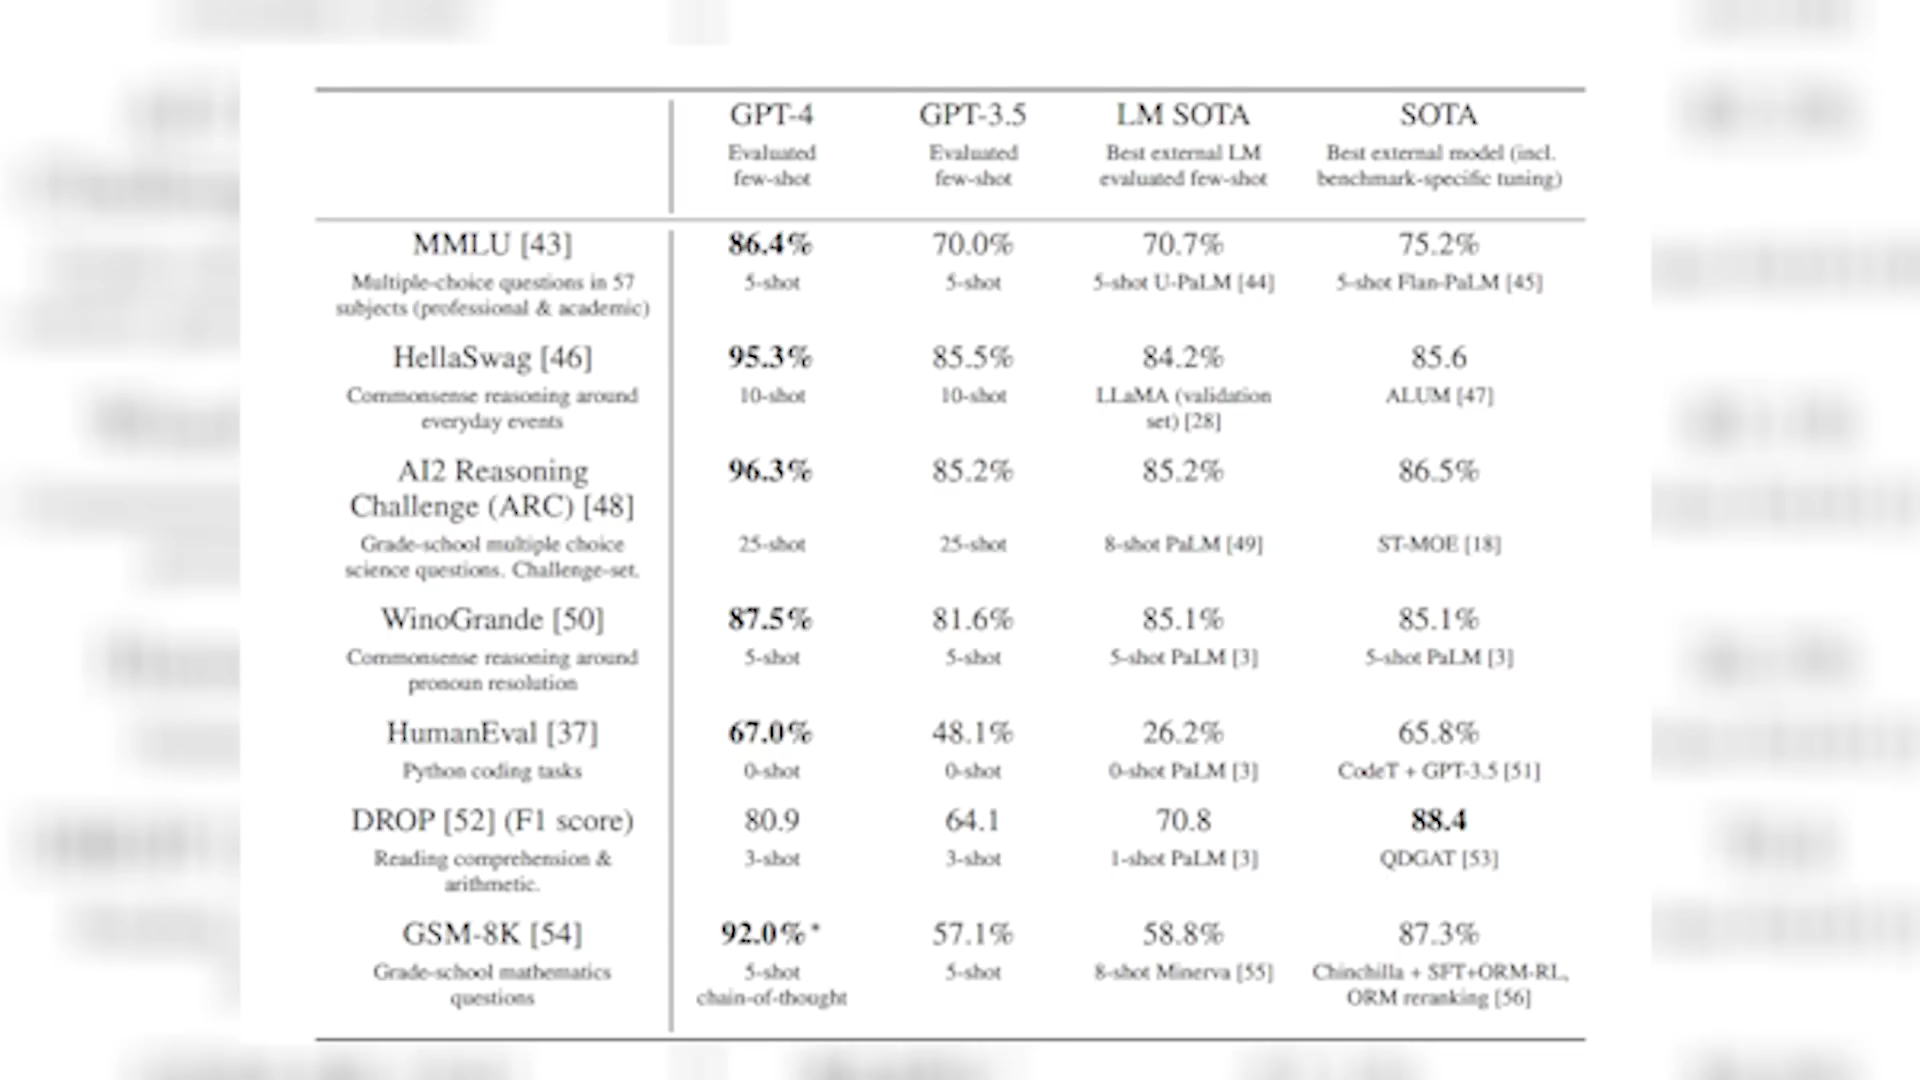 GPT-4 GPT-3.5 LM SOTA SOTA
Evaluated Evaluated Best external LM Best external model (incl.
few-shot few-shot evaluated few-shot benchmark-specific tuning)
MMLU [43] 86.4% 70.0% 70.7% 75.2%
Multiple-choice questions in 57 5-shot 5-shot 5-shot U-PaLM [44] 5-shot Flan-PaLM [45]
subjects (professional & academic)
HellaSwag [46] 95.3% 85.5% 84.2% 85.6
Commonsense reasoning around 10-shot 10-shot LLaMA (validation ALUM [47]
everyday events set) [28]
AI2 Reasoning 96.3% 85.2% 85.2% 86.5%
Challenge (ARC) [48]
Grade-school multiple choice 25-shot 25-shot 8-shot PaLM [49] ST-MOE [18]
science questions. Challenge-set.
WinoGrande [50] 87.5% 81.6% 85.1% 85.1%
Commonsense reasoning around 5-shot 5-shot 5-shot PaLM [3] 5-shot PaLM [3]
pronoun resolution
HumanEval [37] 67.0% 48.1% 26.2% 65.8%
Python coding tasks 0-shot 0-shot 0-shot PaLM [3] CodeT + GPT-3.5 [51]
DROP [52] (F1 score) 80.9 64.1 70.8 88.4
Reading comprehension & 3-shot 3-shot 1-shot PaLM [3] QDGAT [53]
arithmetic.
GSM-8K [54] 92.0%* 57.1% 58.8% 87.3%
Grade-school mathematics 5-shot 5-shot 8-shot Minerva [55] Chinchilla + SFT+ORM-RL,
questions chain-of-thought ORM reranking [56]